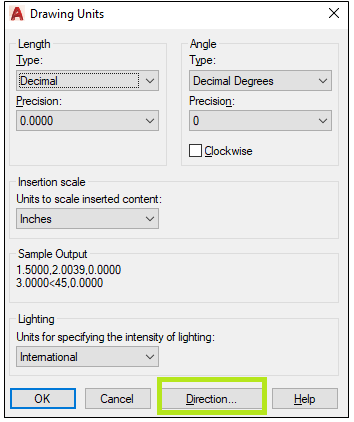 Drawing Units
Length
Type:
Decimal
Precision:
0.0000
Angle
Type:
Decimal Degrees
Precision:
0
Clockwise
Insertion scale
Units to scale inserted content:
Inches
Sample Output
1.5000,2.0039,0.0000
3.0000<45,0.0000
Lighting
Units for specifying the intensity of lighting:
International
OK Cancel Direction... Help